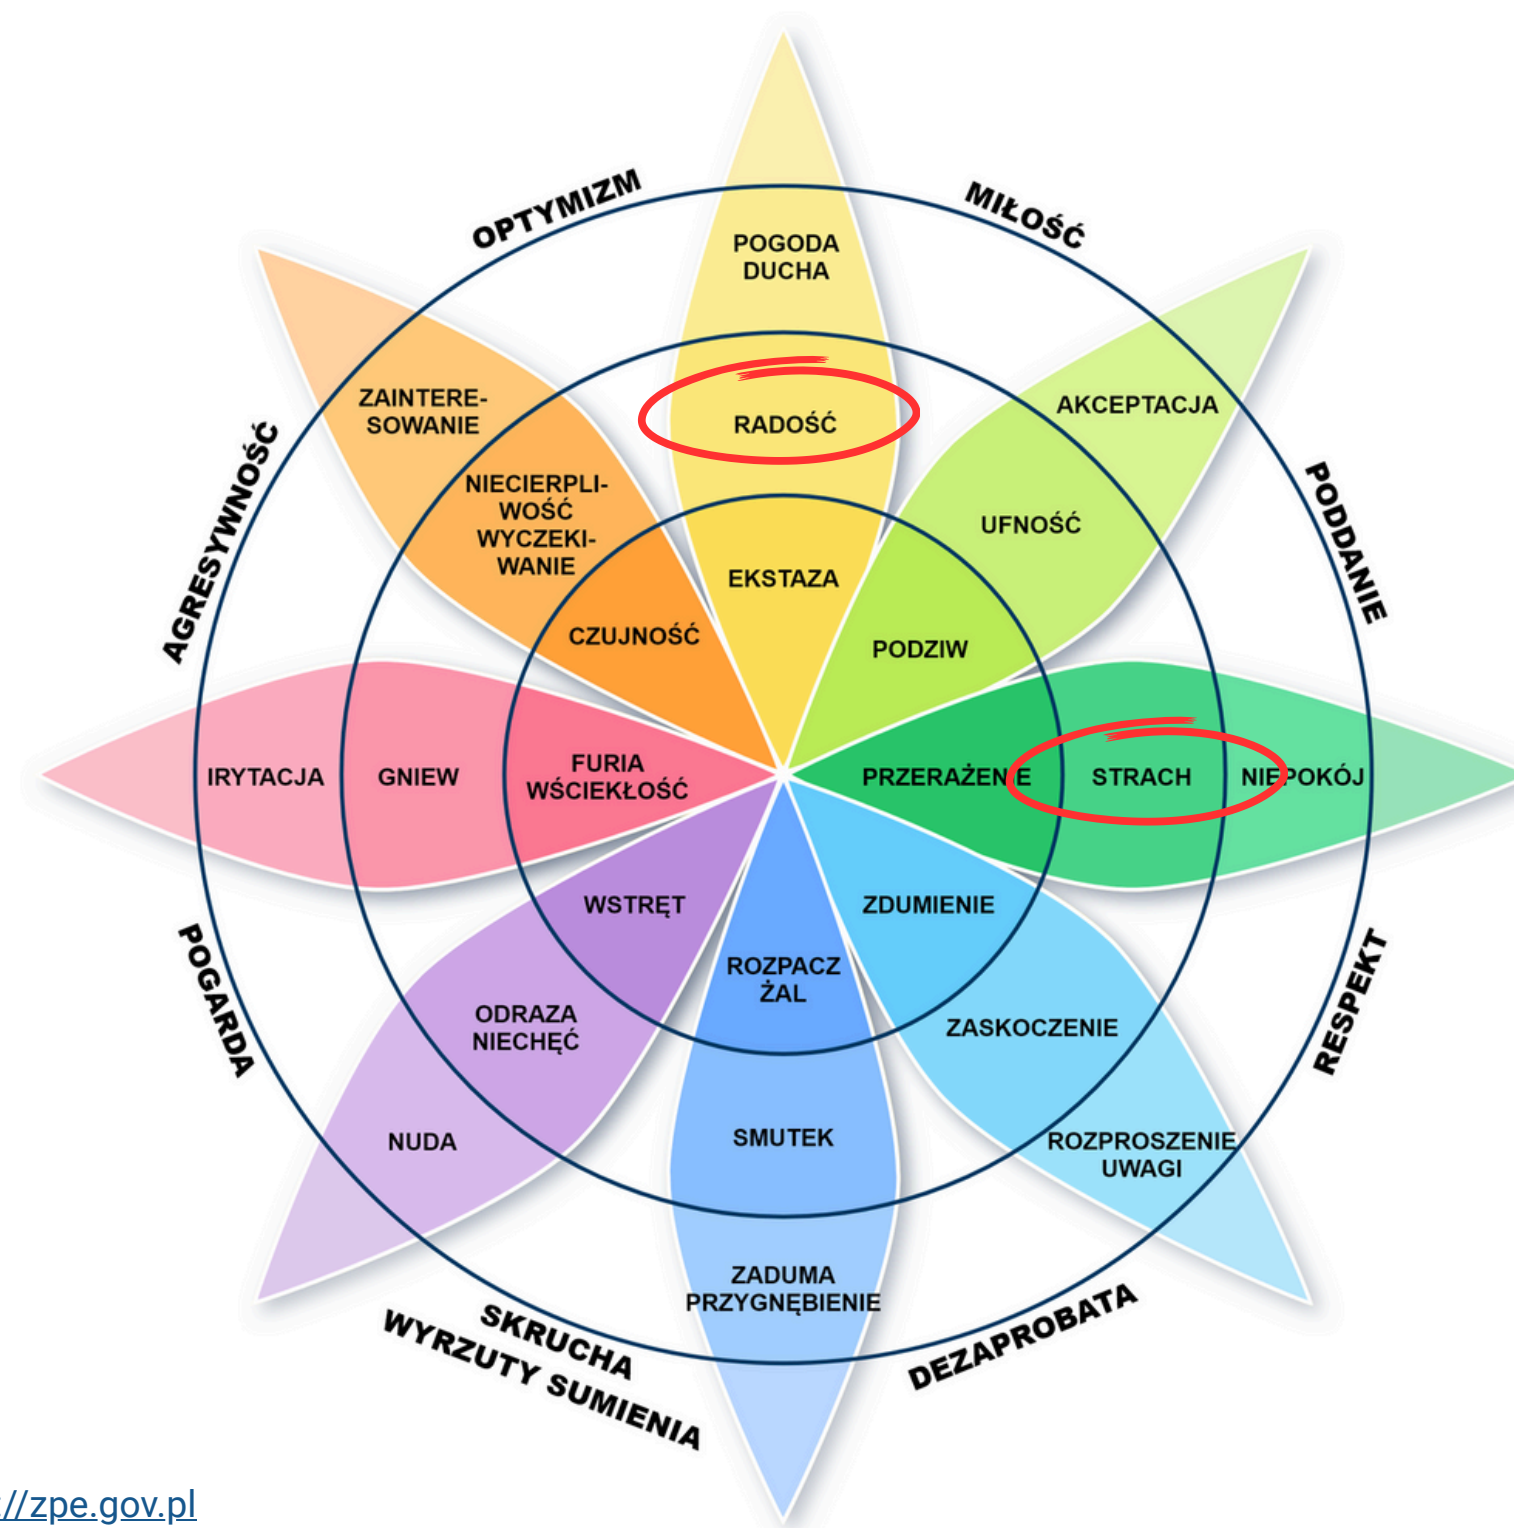 OPTYMIZM
MIŁOŚĆ
POGODA
DUCHA
ZAINTERE-
SOWANIE
AKCEPTACJA
RADOŚĆ
NIECIERPLI-
WOŚĆ
WYCZEKI-
WANIE
UFNOŚĆ
AGRESYWNOŚĆ
PODDANIE
EKSTAZA
CZUJNOŚĆ
PODZIW
IRYTACJA
GNIEW
FURIA
WŚCIEKŁOŚĆ
PRZERAŻENIE
STRACH
NIEPOKÓJ
WSTRĘT
ZDUMIENIE
ROZPACZ
ŻAL
POGARDA
RESPEKT
ODRAZA
NIECHĘĆ
ZASKOCZENIE
NUDA
SMUTEK
ROZPROSZENIE
UWAGI
ZADUMA
PRZYGNĘBIENIE
SKRUCHA
WYRZUTY SUMIENIA
DEZAPROBATA
://zpe.gov.pl